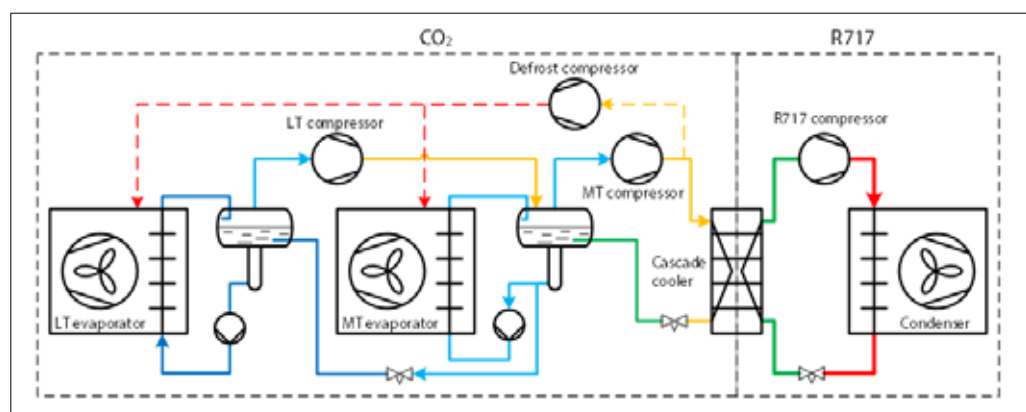 CO₂
R717
Defrost compressor
LT compressor
R717 compressor
MT compressor
Cascade
cooler
LT evaporator
MT evaporator
Condenser